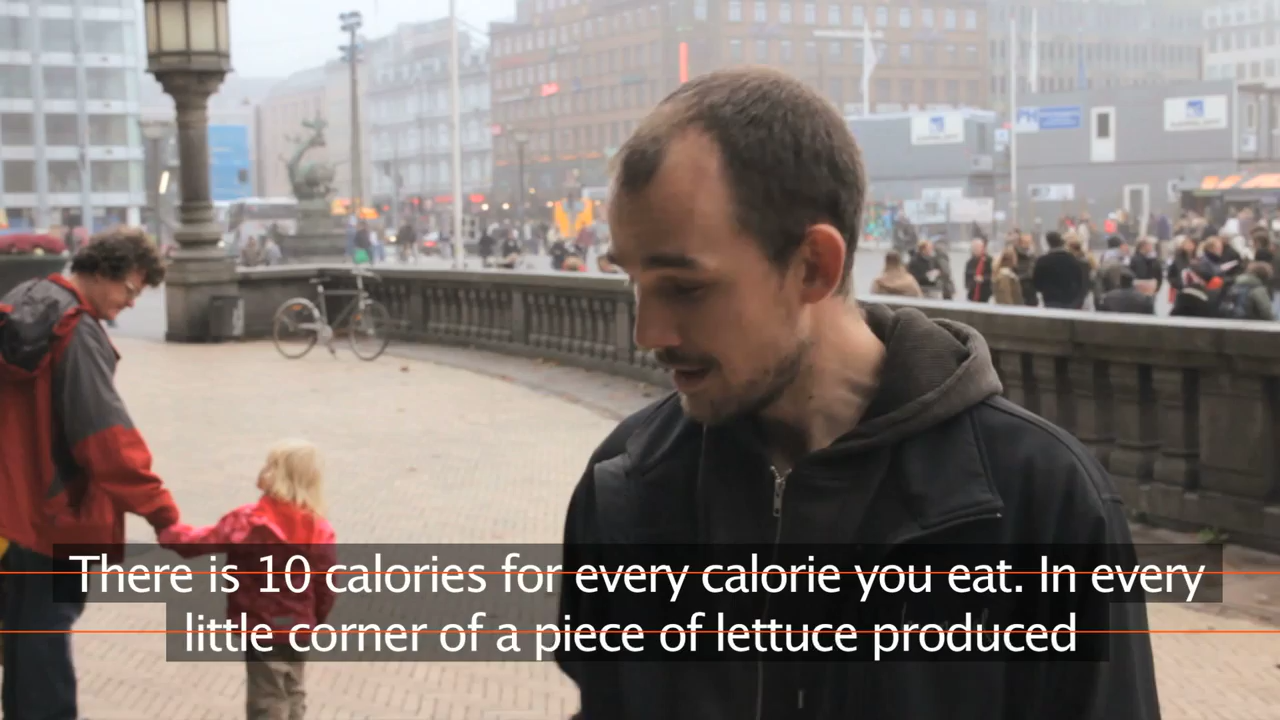 There is 10 calories for every calorie you eat. In every
little corner of a piece of lettuce produced